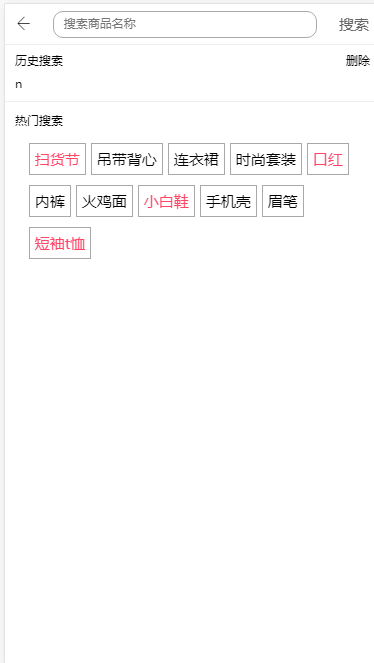 搜索商品名称 搜索
历史搜索 删除
n
热门搜索
扫货节 吊带背心 连衣裙 时尚套装 口红
内裤 火鸡面 小白鞋 手机壳 眉笔
短袖t恤